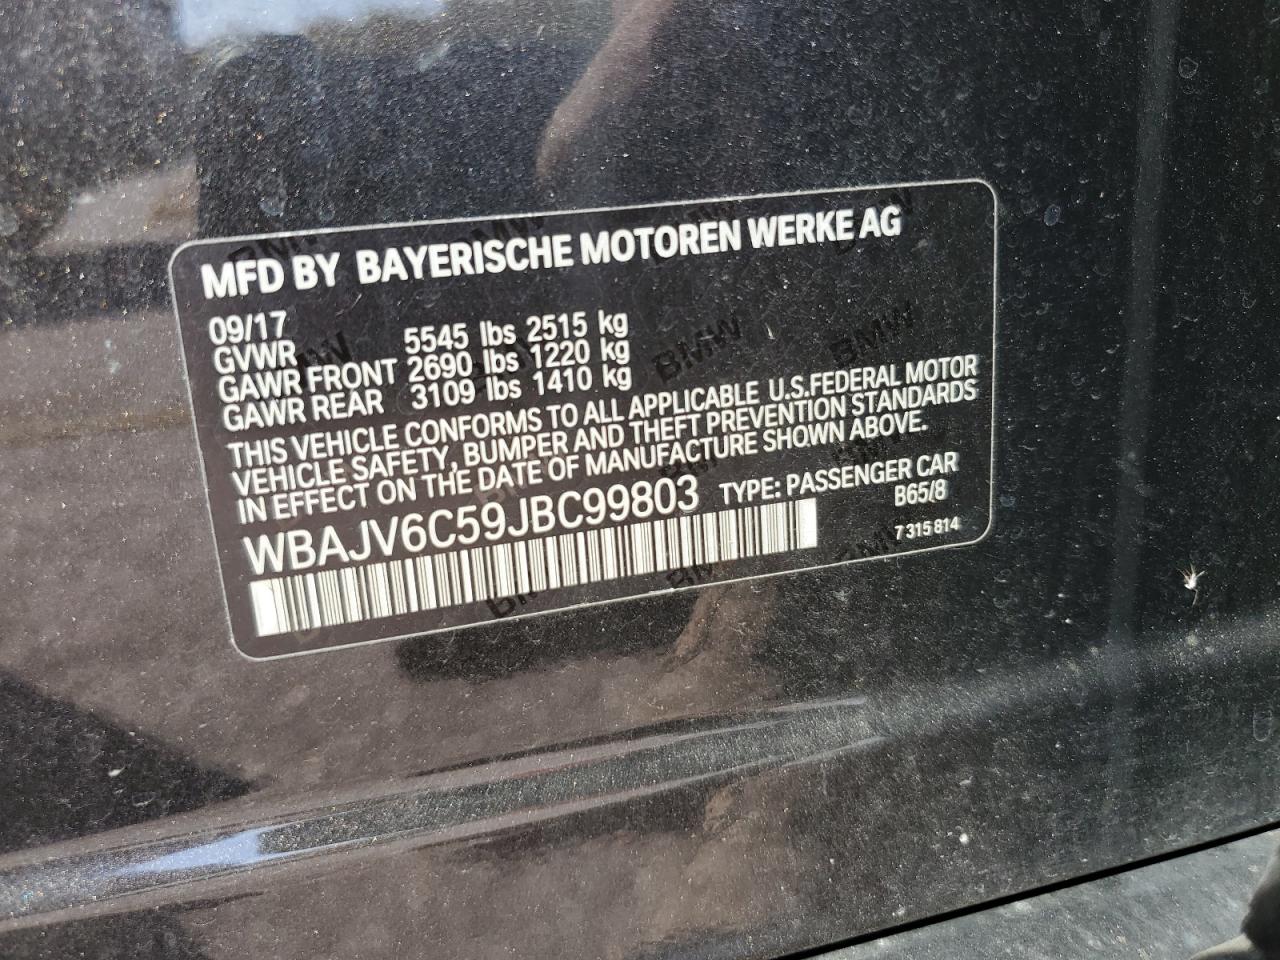 MFD BY BAYERISCHE MOTOREN WERKE AG
09/17
GVWR 5545 lbs 2515 kg
GAWR FRONT 2690 lbs 1220 kg
GAWR REAR 3109 lbs 1410 kg
THIS VEHICLE CONFORMS TO ALL APPLICABLE U.S.FEDERAL MOTOR
VEHICLE SAFETY, BUMPER AND THEFT PREVENTION STANDARDS
IN EFFECT ON THE DATE OF MANUFACTURE SHOWN ABOVE.
WBAJV6C59JBC99803 TYPE: PASSENGER CAR
B65/8
7 315 814